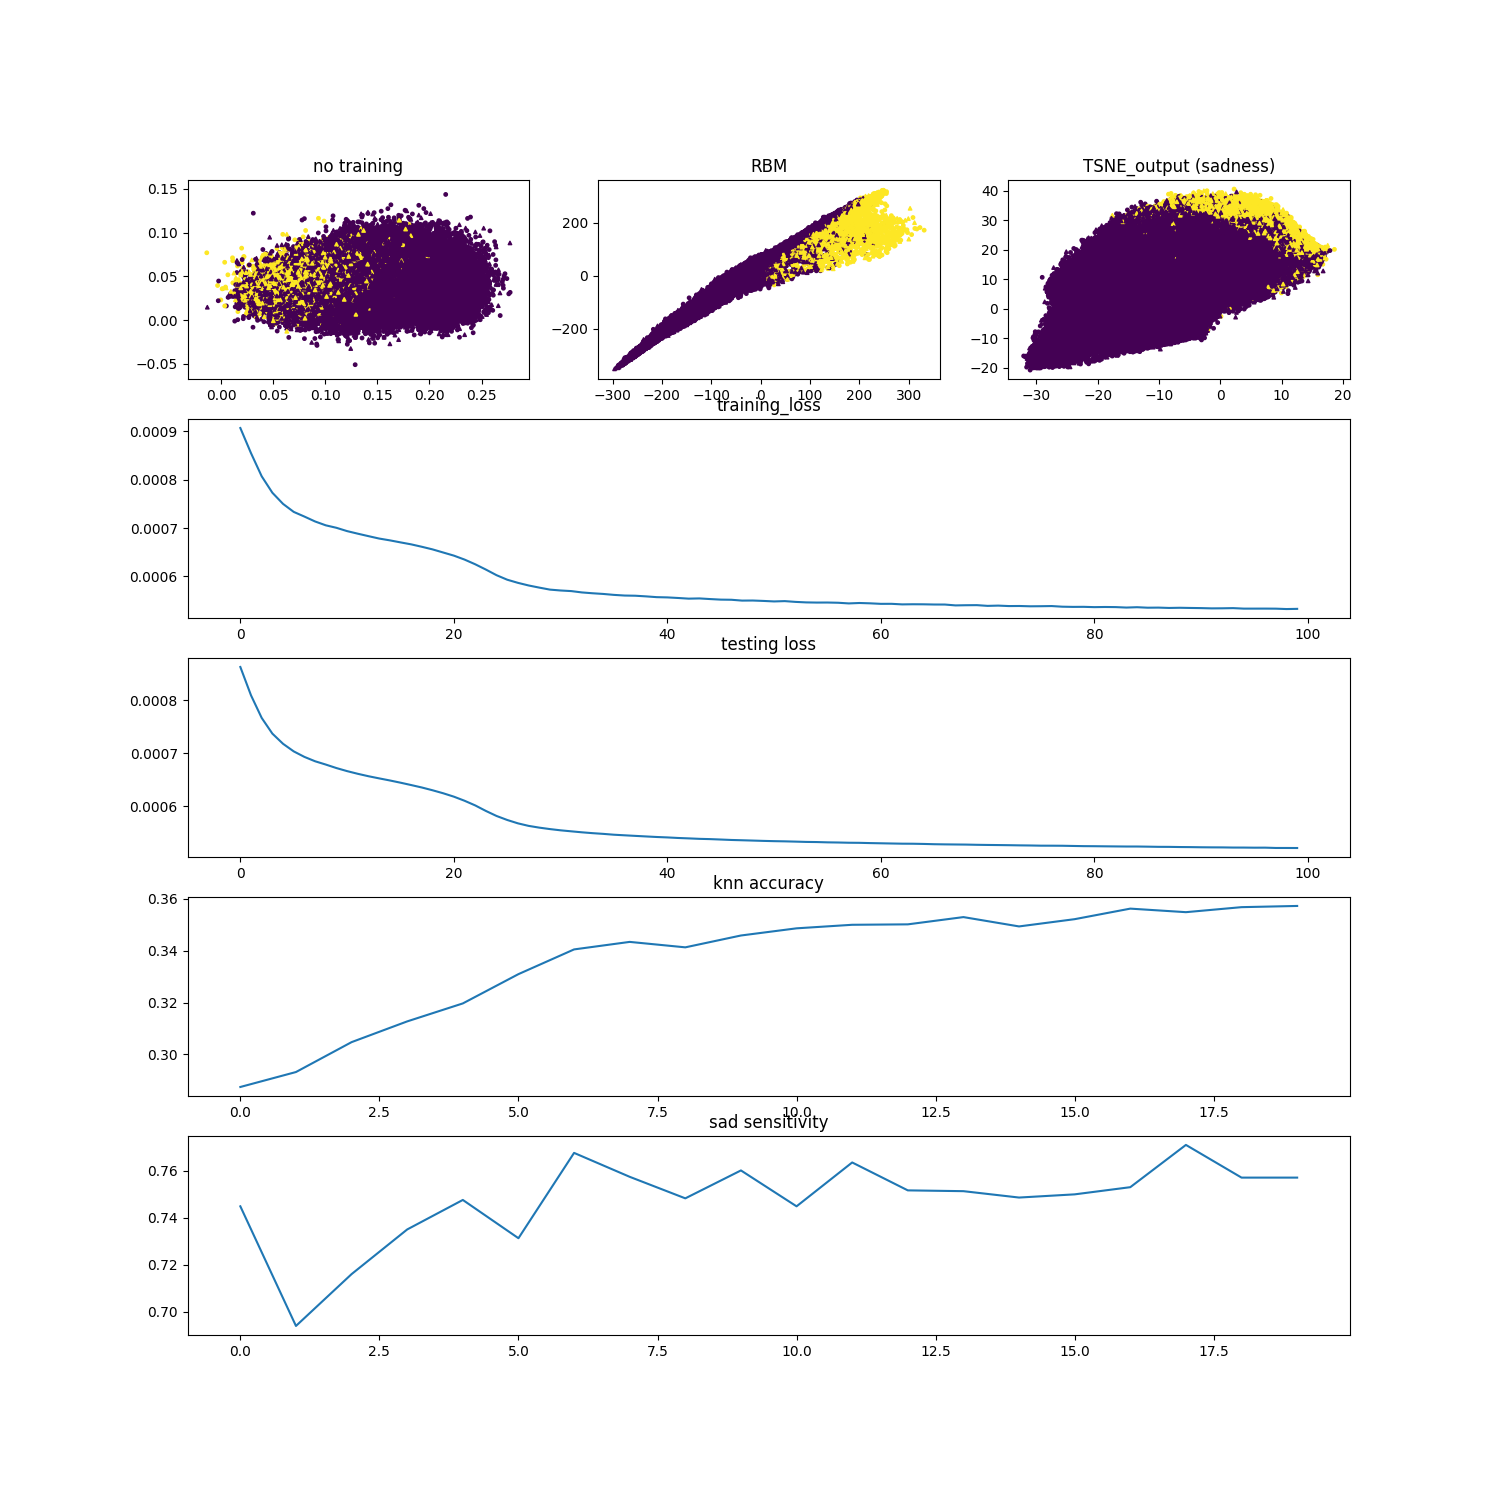 no training
RBM
TSNE_output (sadness)
0.15
0.10
0.05
0.00
−0.05
0.00 0.05 0.10 0.15 0.20 0.25
200
0
−200
−300 −200 −100 0 100 200 300
40
30
20
10
0
−10
−20
−30 −20 −10 0 10 20
training_loss
0.0009
0.0008
0.0007
0.0006
0 20 40 60 80 100
testing loss
0.0008
0.0007
0.0006
0 20 40 60 80 100
knn accuracy
0.36
0.34
0.32
0.30
0.0 2.5 5.0 7.5 10.0 12.5 15.0 17.5
sad sensitivity
0.76
0.74
0.72
0.70
0.0 2.5 5.0 7.5 10.0 12.5 15.0 17.5